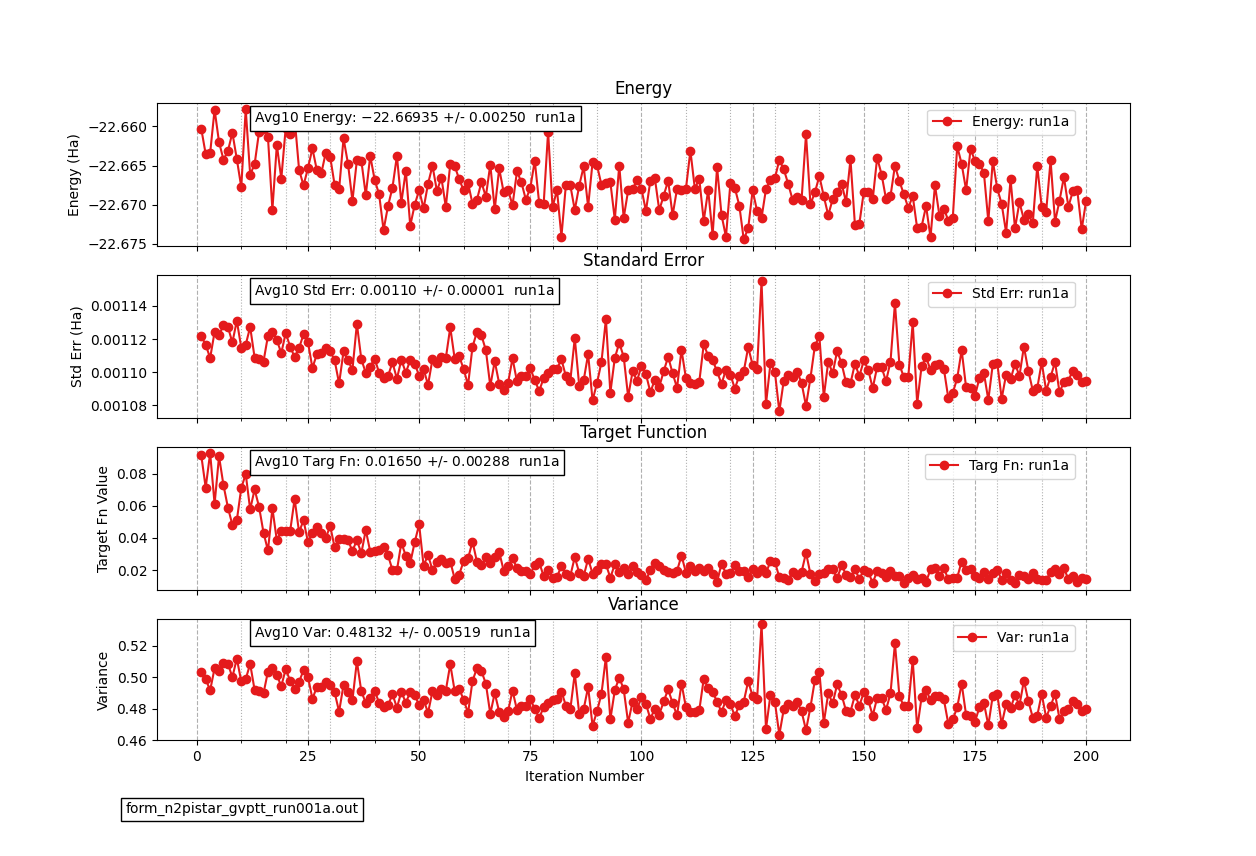 Energy
Avg10 Energy: −22.66935 +/- 0.00250  run1a
Energy: run1a
−22.660
−22.665
−22.670
−22.675
Energy (Ha)
Standard Error
Avg10 Std Err: 0.00110 +/- 0.00001  run1a
Std Err: run1a
0.00114
0.00112
0.00110
0.00108
Std Err (Ha)
Target Function
Avg10 Targ Fn: 0.01650 +/- 0.00288  run1a
Targ Fn: run1a
0.08
0.06
0.04
0.02
Target Fn Value
Variance
Avg10 Var: 0.48132 +/- 0.00519  run1a
Var: run1a
0.52
0.50
0.48
0.46
Variance
0 25 50 75 100 125 150 175 200
Iteration Number
form_n2pistar_gvptt_run001a.out